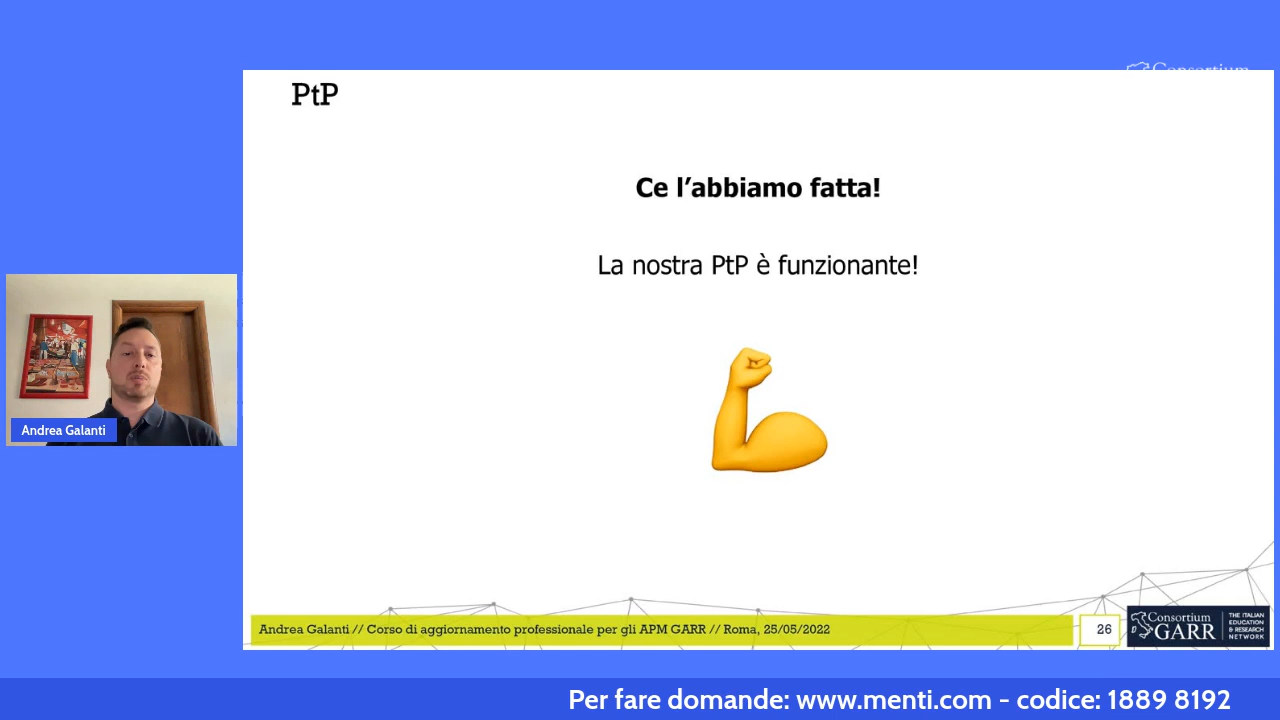 Consortium
PtP
Ce l'abbiamo fatta!
La nostra PtP è funzionante!
Andrea Galanti
Andrea Galanti // Corso di aggiornamento professionale per gli APM GARR // Roma, 25/05/2022
26
Consortium
GARR
THE ITALIAN
EDUCATION
& RESEARCH
NETWORK
Per fare domande: www.menti.com - codice: 1889 8192